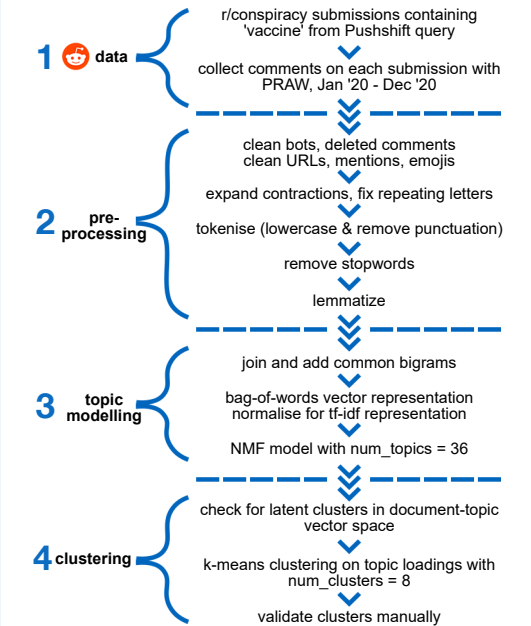 r/conspiracy submissions containing
'vaccine' from Pushshift query
1 data
collect comments on each submission with
PRAW, Jan '20 - Dec '20
clean bots, deleted comments
clean URLs, mentions, emojis
expand contractions, fix repeating letters
2 pre-
processing
tokenise (lowercase & remove punctuation)
remove stopwords
lemmatize
join and add common bigrams
3 topic
modelling
bag-of-words vector representation
normalise for tf-idf representation
NMF model with num_topics = 36
check for latent clusters in document-topic
vector space
4 clustering
k-means clustering on topic loadings with
num_clusters = 8
validate clusters manually